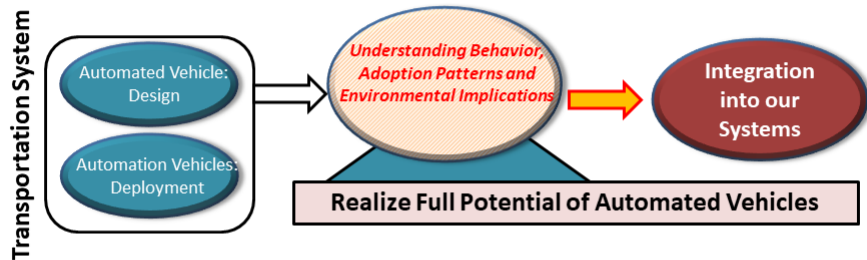 Transportation System
Automated Vehicle:
Design
Automation Vehicles:
Deployment
Understanding Behavior,
Adoption Patterns and
Environmental Implications
Integration
into our
Systems
Realize Full Potential of Automated Vehicles